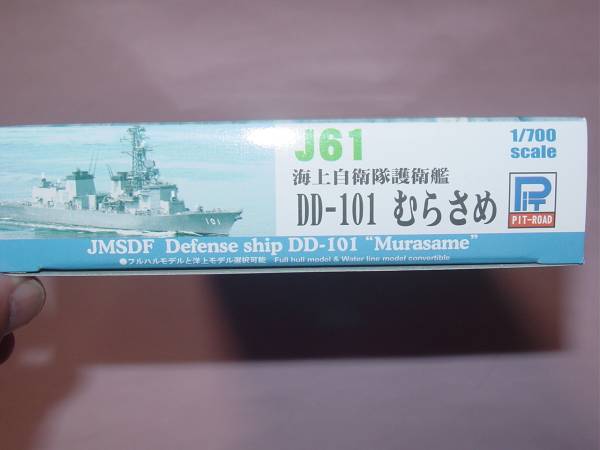 J61
1/700
scale
海上自衛隊護衛艦
DD-101 むらさめ
PIT
PIT-ROAD
101
JMSDF Defense ship DD-101 "Murasame"
●フルハルモデルと洋上モデル選択可能 Full hull model & Water line model convertible